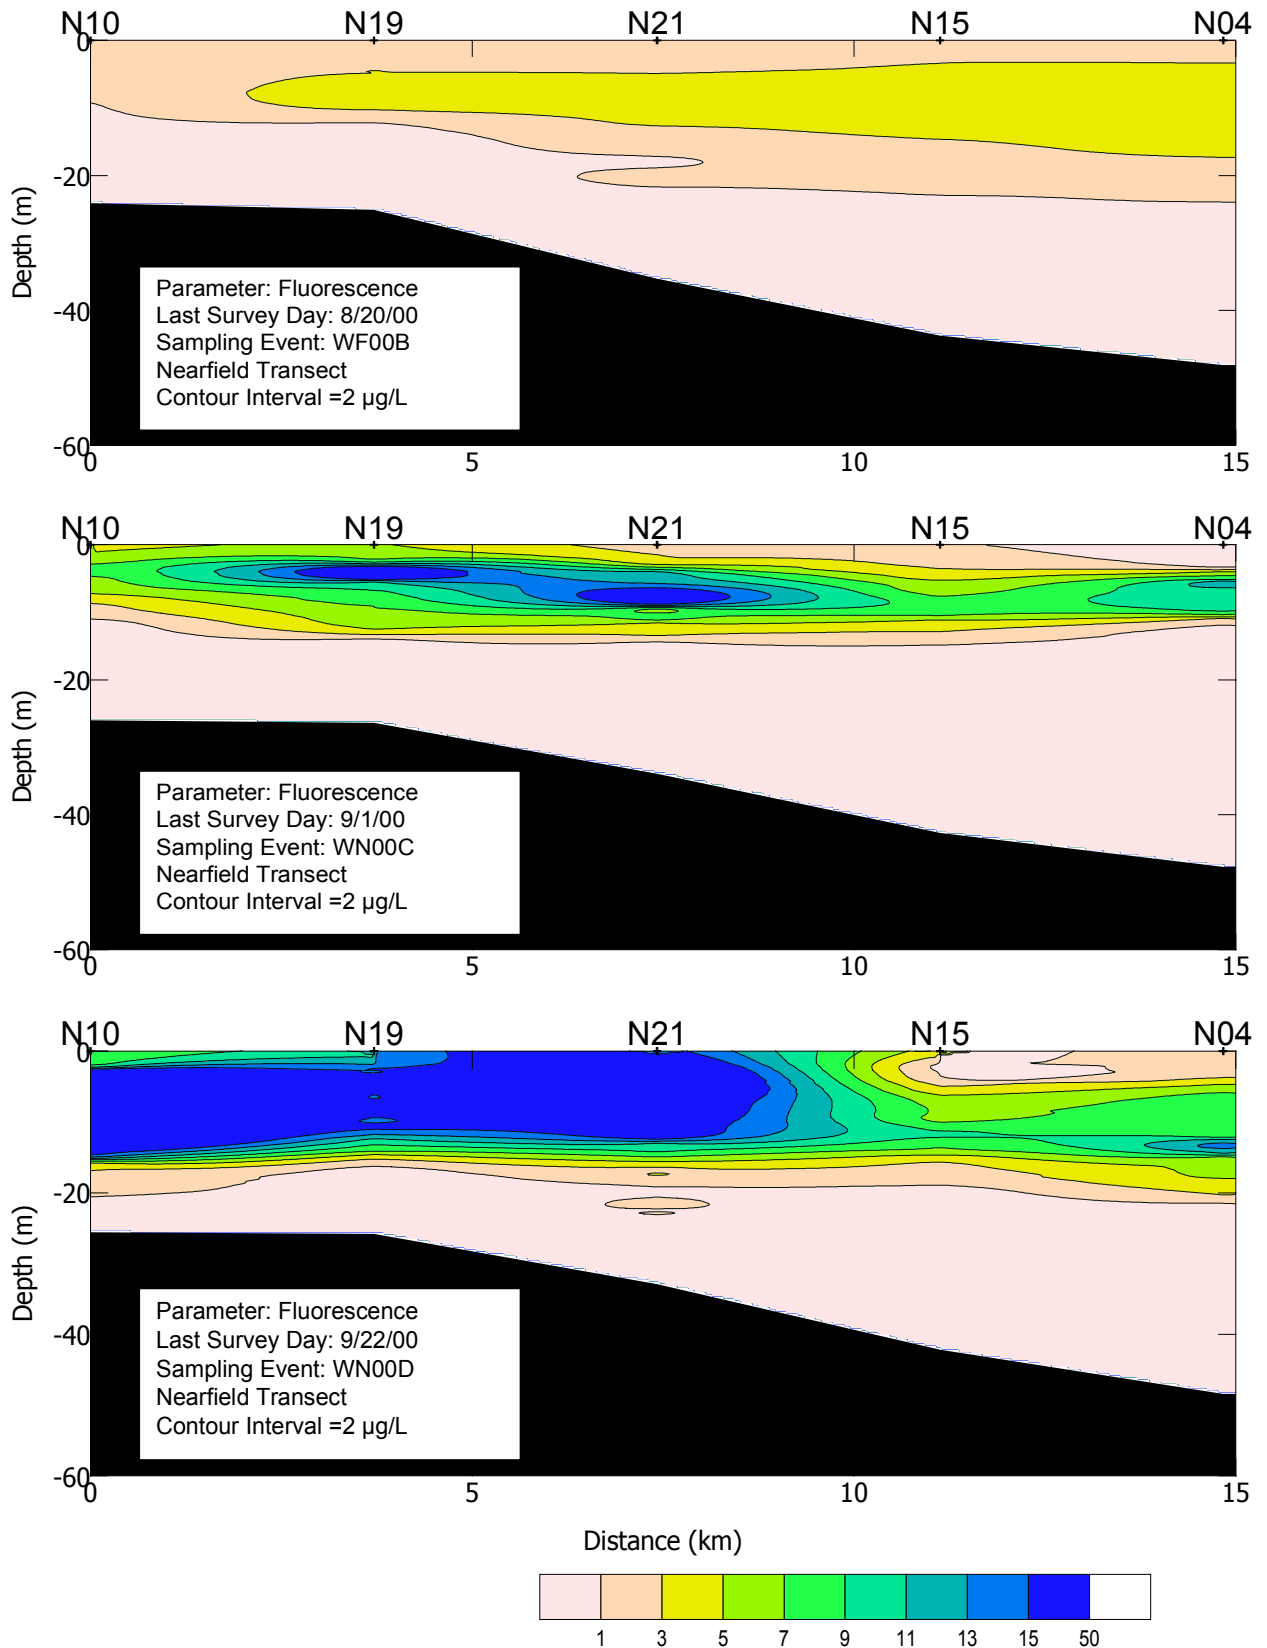 N10 N19 N21 N15 N04
0
-20
-40
-60
Depth (m)
Parameter: Fluorescence
Last Survey Day: 8/20/00
Sampling Event: WF00B
Nearfield Transect
Contour Interval =2 µg/L
0 5 10 15
N10 N19 N21 N15 N04
0
-20
-40
-60
Depth (m)
Parameter: Fluorescence
Last Survey Day: 9/1/00
Sampling Event: WN00C
Nearfield Transect
Contour Interval =2 µg/L
0 5 10 15
N10 N19 N21 N15 N04
0
-20
-40
-60
Depth (m)
Parameter: Fluorescence
Last Survey Day: 9/22/00
Sampling Event: WN00D
Nearfield Transect
Contour Interval =2 µg/L
0 5 10 15
Distance (km)
1 3 5 7 9 11 13 15 50